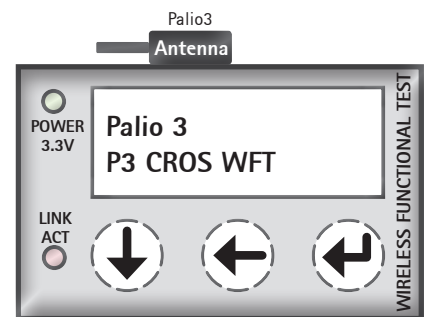 Palio3
Antenna
POWER
3.3V
Palio 3
P3 CROS WFT
LINK
ACT
WIRELESS FUNCTIONAL TEST